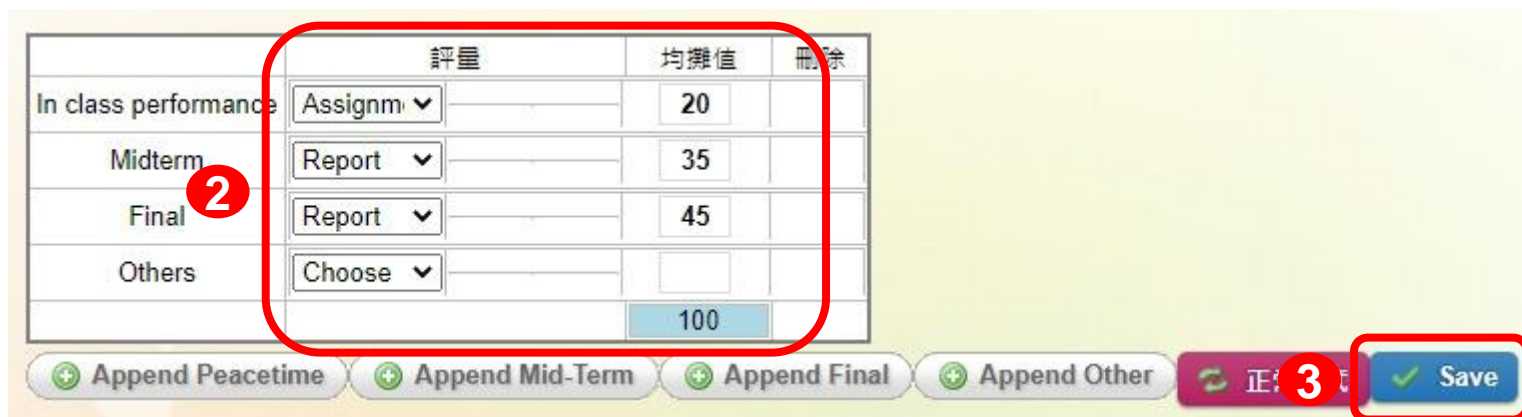 評量 均攤值 刪除
In class performance Assignm 20
Midterm Report 35
2
Final Report 45
Others Choose
100
Append Peacetime Append Mid-Term Append Final Append Other 正 3 Save